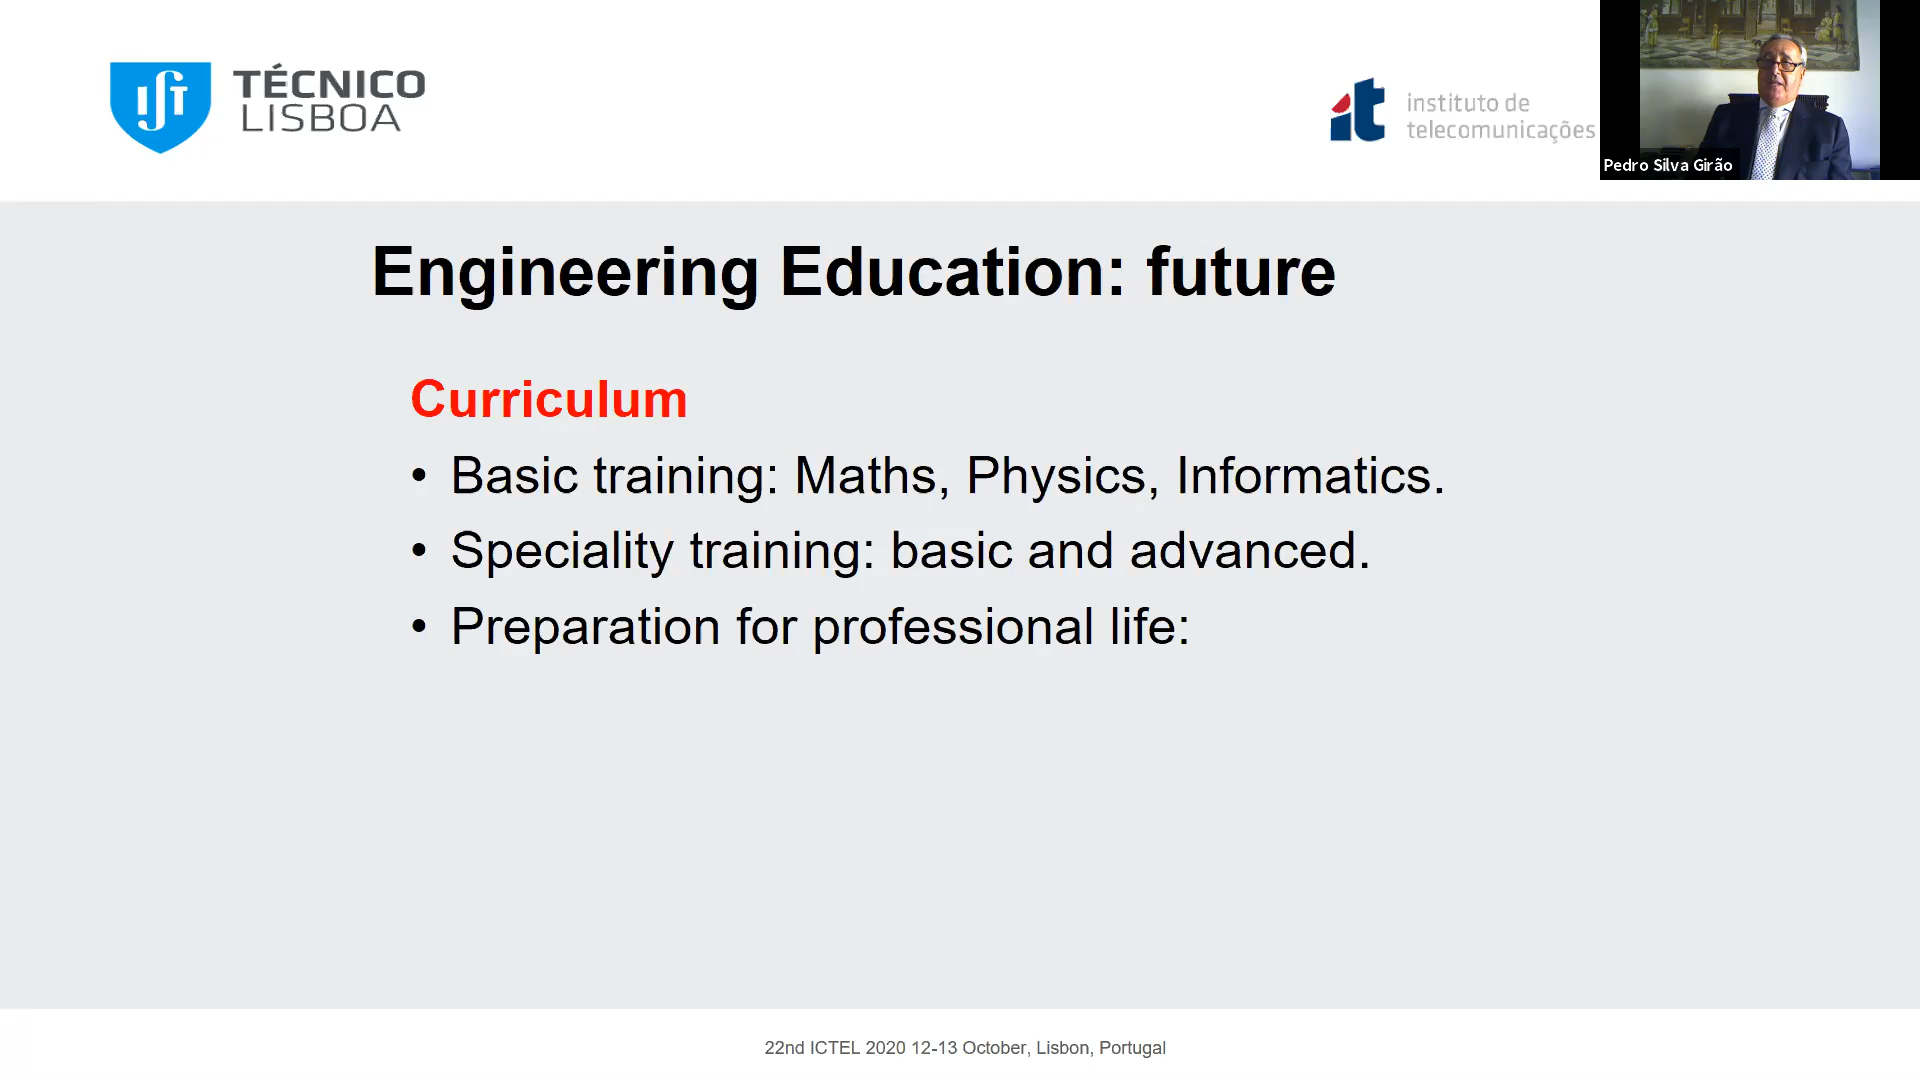 TÉCNICO
LISBOA
instituto de
telecomunicações
Pedro Silva Girão
Engineering Education: future
Curriculum
• Basic training: Maths, Physics, Informatics.
• Speciality training: basic and advanced.
• Preparation for professional life:
22nd ICTEL 2020 12-13 October, Lisbon, Portugal